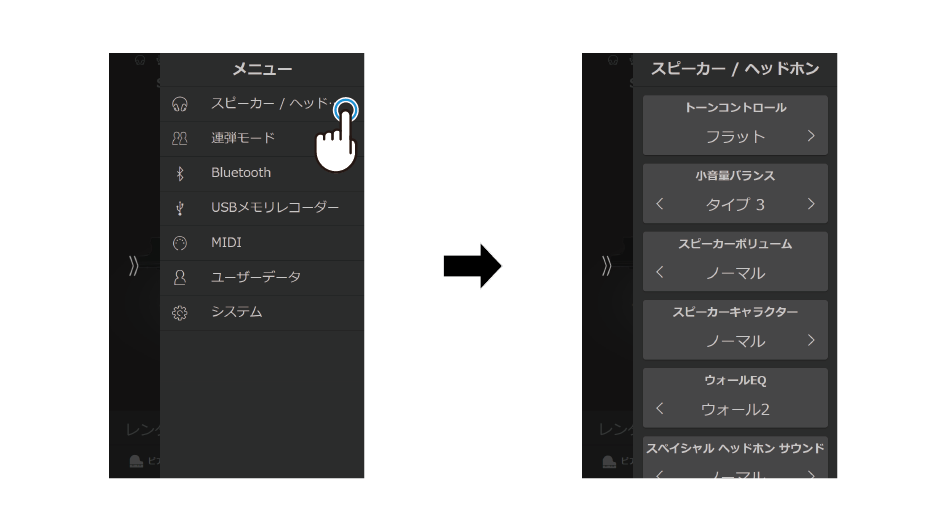 メニュー
スピーカー / ヘッド…
連弾モード
Bluetooth
USBメモリレコーダー
MIDI
ユーザーデータ
システム
レン
ピ
スピーカー / ヘッドホン
トーンコントロール
フラット
小音量バランス
タイプ 3
スピーカーボリューム
ノーマル
スピーカーキャラクター
ノーマル
ウォールEQ
ウォール2
スペイシャル ヘッドホン サウンド
ノーマル
レン
ピ